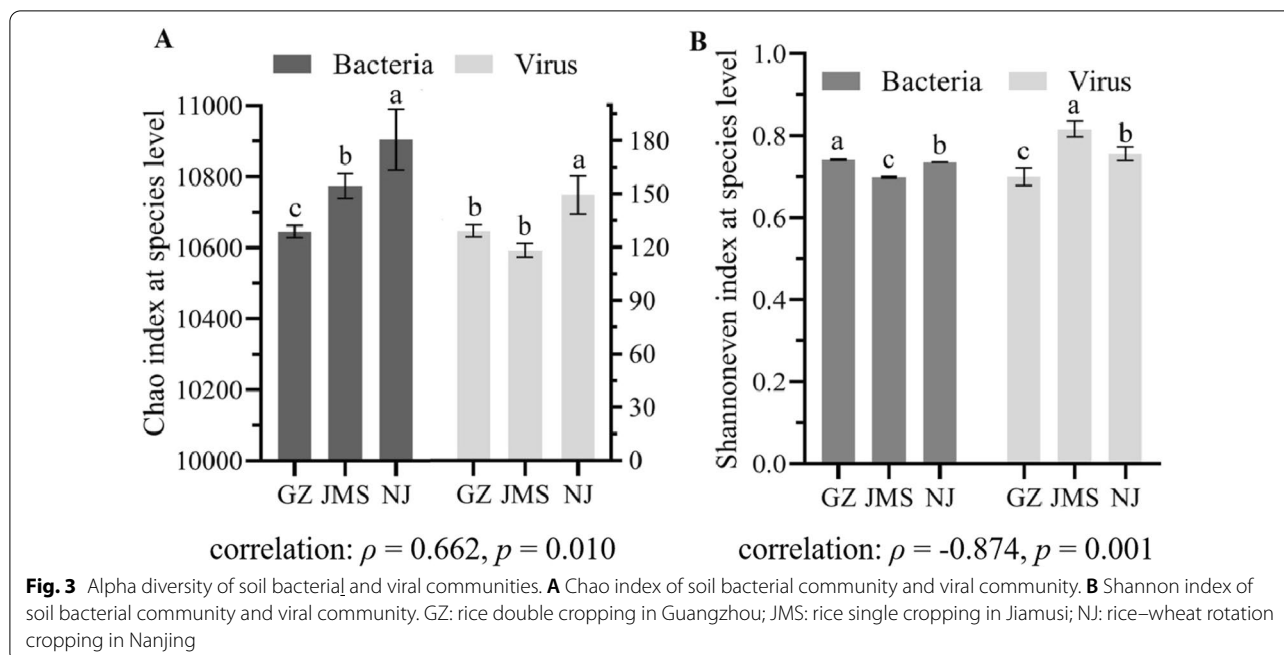 A
B
Bacteria Virus
Bacteria Virus
Chao index at species level
11000
10800
10600
10400
10200
10000
c b a
b b a
180
150
120
90
60
30
0
GZ JMS NJ GZ JMS NJ
correlation: ρ = 0.662, p = 0.010
Shannoneven index at species level
1.0
0.8
0.6
0.4
0.2
0.0
a c b
c a b
GZ JMS NJ GZ JMS NJ
correlation: ρ = -0.874, p = 0.001
Fig. 3 Alpha diversity of soil bacterial and viral communities. A Chao index of soil bacterial community and viral community. B Shannon index of
soil bacterial community and viral community. GZ: rice double cropping in Guangzhou; JMS: rice single cropping in Jiamusi; NJ: rice–wheat rotation
cropping in Nanjing